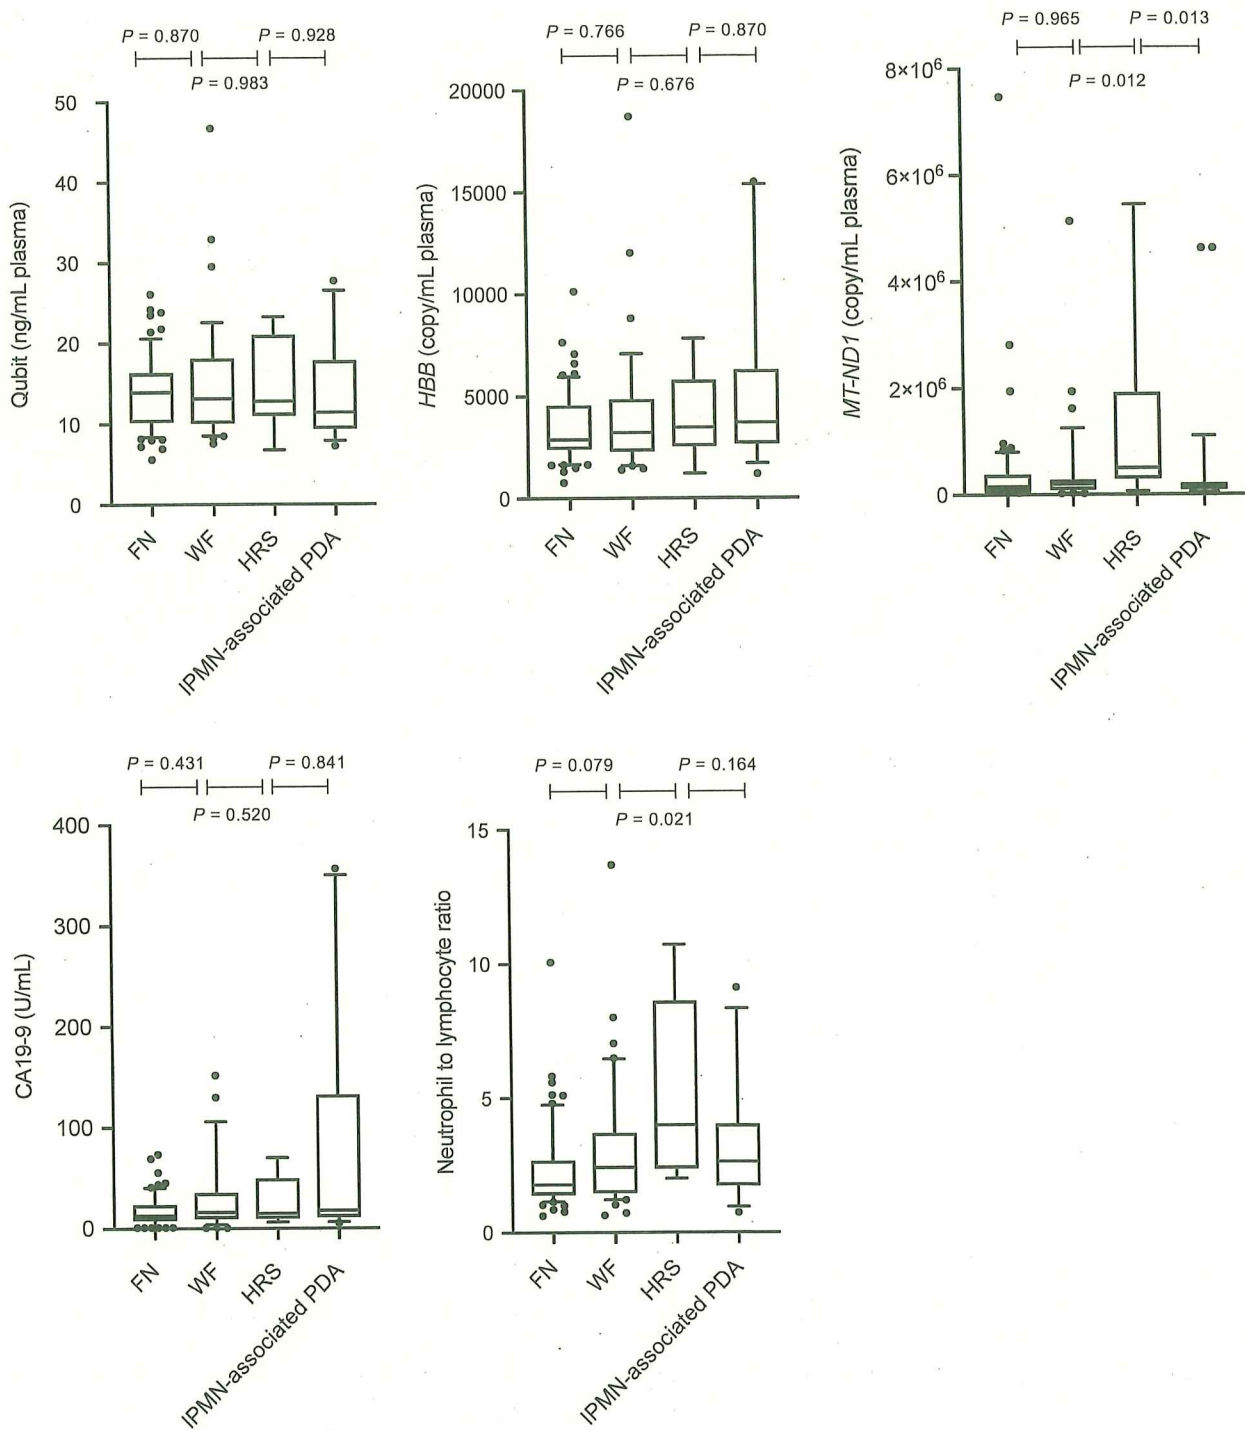 P = 0.870
P = 0.928
P = 0.983
Qubit (ng/mL plasma)
50
40
30
20
10
0
FN
WF
HRS
IPMN-associated PDA
P = 0.766
P = 0.870
P = 0.676
HBB (copy/mL plasma)
20000
15000
10000
5000
0
FN
WF
HRS
IPMN-associated PDA
P = 0.965
P = 0.013
P = 0.012
MT-ND1 (copy/mL plasma)
8×10⁶
6×10⁶
4×10⁶
2×10⁶
0
FN
WF
HRS
IPMN-associated PDA
P = 0.431
P = 0.841
P = 0.520
CA19-9 (U/mL)
400
300
200
100
0
FN
WF
HRS
IPMN-associated PDA
P = 0.079
P = 0.164
P = 0.021
Neutrophil to lymphocyte ratio
15
10
5
0
FN
WF
HRS
IPMN-associated PDA